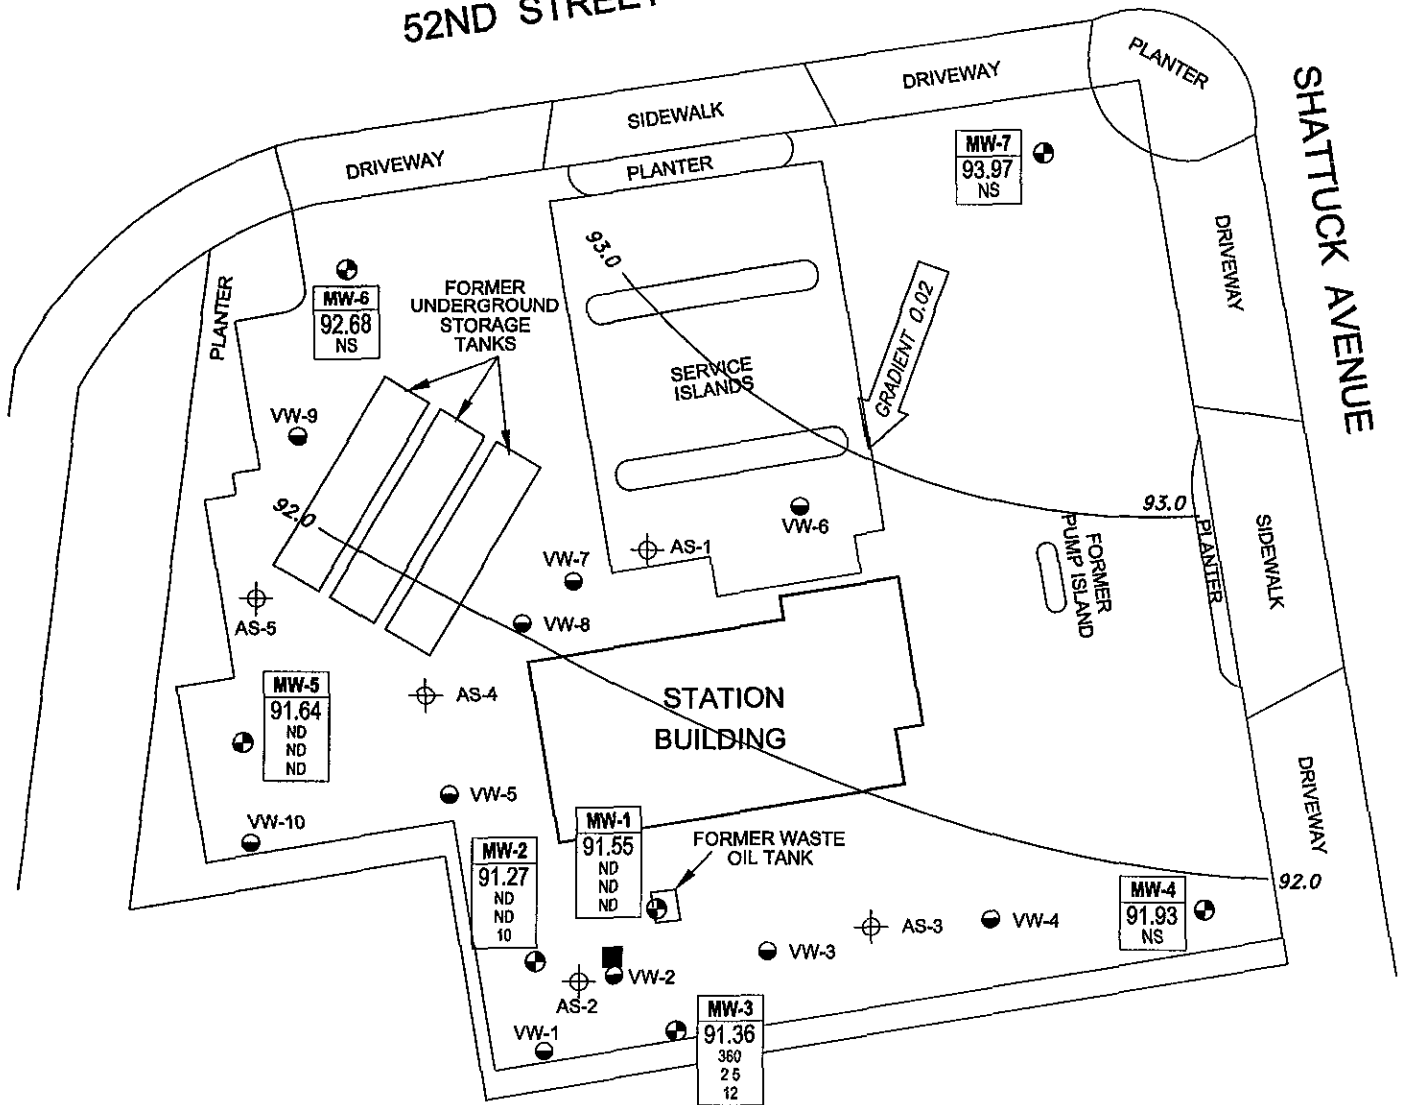 52ND STREET
SHATTUCK AVENUE
PLANTER
DRIVEWAY
SIDEWALK
DRIVEWAY
PLANTER
MW-7
93.97
NS
DRIVEWAY
PLANTER
MW-6
92.68
NS
FORMER
UNDERGROUND
STORAGE
TANKS
93.0
SERVICE
ISLANDS
GRADIENT 0.02
VW-9
92.0
VW-6
93.0
AS-1
VW-7
VW-8
FORMER
PUMP ISLAND
PLANTER
SIDEWALK
AS-5
AS-4
MW-5
91.64
ND
ND
ND
STATION
BUILDING
VW-5
VW-10
DRIVEWAY
MW-1
91.55
ND
ND
ND
FORMER WASTE
OIL TANK
MW-2
91.27
ND
ND
10
92.0
MW-4
91.93
NS
AS-3
VW-4
VW-3
VW-2
AS-2
VW-1
MW-3
91.36
360
2 5
12